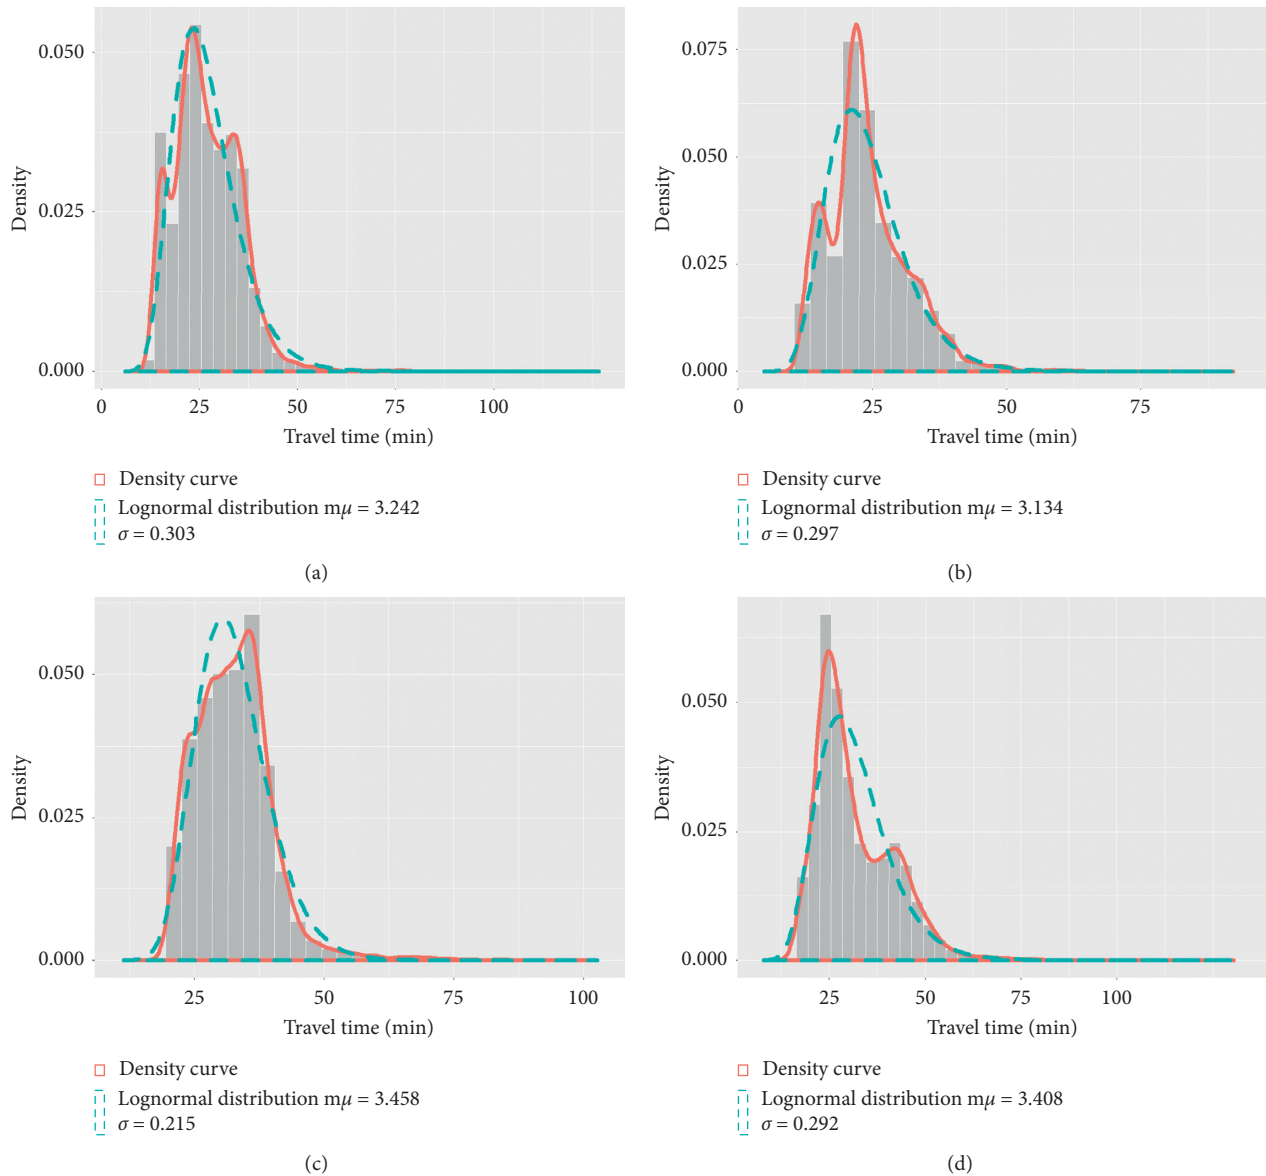 0.050
0.025
0.000
Density
0
25
50
75
100
Travel time (min)
Density curve
Lognormal distribution mμ = 3.242
σ = 0.303
(a)
0.075
0.050
0.025
0.000
Density
0
25
50
75
Travel time (min)
Density curve
Lognormal distribution mμ = 3.134
σ = 0.297
(b)
0.050
0.025
0.000
Density
25
50
75
100
Travel time (min)
Density curve
Lognormal distribution mμ = 3.458
σ = 0.215
(c)
0.050
0.025
0.000
Density
25
50
75
100
Travel time (min)
Density curve
Lognormal distribution mμ = 3.408
σ = 0.292
(d)